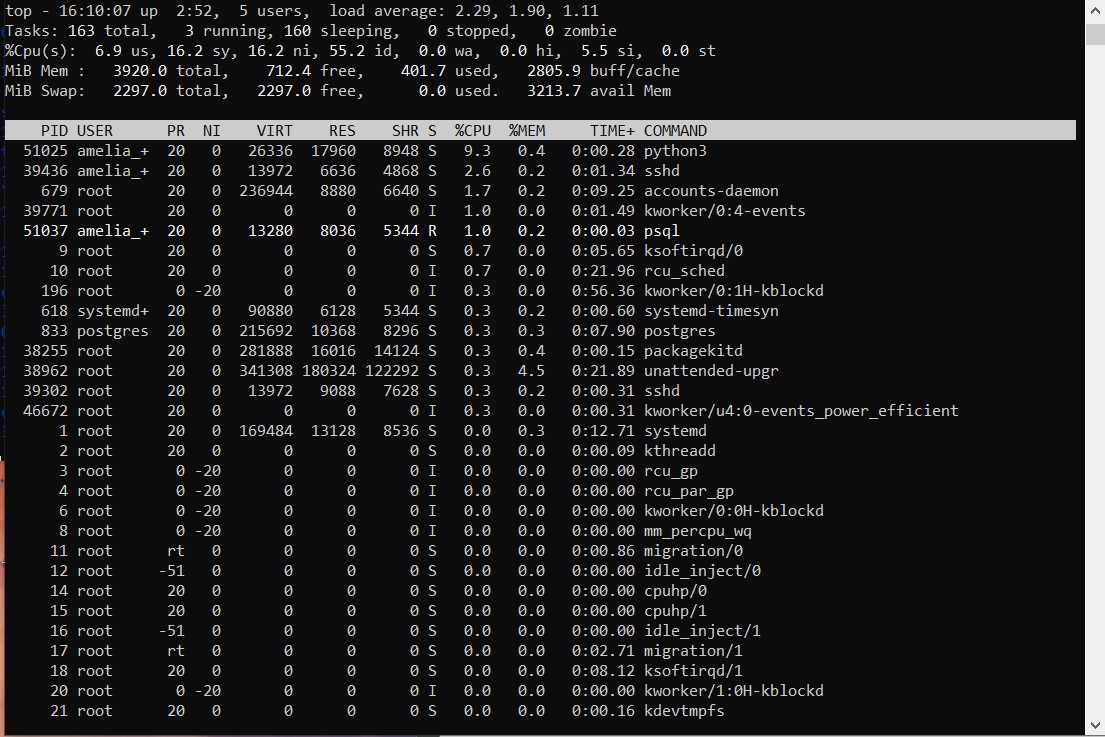 top - 16:10:07 up  2:52,  5 users,  load average: 2.29, 1.90, 1.11
Tasks: 163 total,   3 running, 160 sleeping,   0 stopped,   0 zombie
%Cpu(s):  6.9 us, 16.2 sy, 16.2 ni, 55.2 id,  0.0 wa,  0.0 hi,  5.5 si,  0.0 st
MiB Mem :   3920.0 total,    712.4 free,    401.7 used,   2805.9 buff/cache
MiB Swap:   2297.0 total,   2297.0 free,      0.0 used.   3213.7 avail Mem
    PID USER      PR  NI    VIRT    RES    SHR S  %CPU  %MEM     TIME+ COMMAND
  51025 amelia_+  20   0   26336  17960   8948 S   9.3   0.4   0:00.28 python3
  39436 amelia_+  20   0   13972   6636   4868 S   2.6   0.2   0:01.34 sshd
    679 root      20   0  236944   8880   6640 S   1.7   0.2   0:09.25 accounts-daemon
  39771 root      20   0       0      0      0 I   1.0   0.0   0:01.49 kworker/0:4-events
  51037 amelia_+  20   0   13280   8036   5344 R   1.0   0.2   0:00.03 psql
      9 root      20   0       0      0      0 S   0.7   0.0   0:05.65 ksoftirqd/0
     10 root      20   0       0      0      0 I   0.7   0.0   0:21.96 rcu_sched
    196 root       0 -20       0      0      0 I   0.3   0.0   0:56.36 kworker/0:1H-kblockd
    618 systemd+  20   0   90880   6128   5344 S   0.3   0.2   0:00.60 systemd-timesyn
    833 postgres  20   0  215692  10368   8296 S   0.3   0.3   0:07.90 postgres
  38255 root      20   0  281888  16016  14124 S   0.3   0.4   0:00.15 packagekitd
  38962 root      20   0  341308 180324 122292 S   0.3   4.5   0:21.89 unattended-upgr
  39302 root      20   0   13972   9088   7628 S   0.3   0.2   0:00.31 sshd
  46672 root      20   0       0      0      0 I   0.3   0.0   0:00.31 kworker/u4:0-events_power_efficient
      1 root      20   0  169484  13128   8536 S   0.0   0.3   0:12.71 systemd
      2 root      20   0       0      0      0 S   0.0   0.0   0:00.09 kthreadd
      3 root       0 -20       0      0      0 I   0.0   0.0   0:00.00 rcu_gp
      4 root       0 -20       0      0      0 I   0.0   0.0   0:00.00 rcu_par_gp
      6 root       0 -20       0      0      0 I   0.0   0.0   0:00.00 kworker/0:0H-kblockd
      8 root       0 -20       0      0      0 I   0.0   0.0   0:00.00 mm_percpu_wq
     11 root      rt   0       0      0      0 S   0.0   0.0   0:00.86 migration/0
     12 root     -51   0       0      0      0 S   0.0   0.0   0:00.00 idle_inject/0
     14 root      20   0       0      0      0 S   0.0   0.0   0:00.00 cpuhp/0
     15 root      20   0       0      0      0 S   0.0   0.0   0:00.00 cpuhp/1
     16 root     -51   0       0      0      0 S   0.0   0.0   0:00.00 idle_inject/1
     17 root      rt   0       0      0      0 S   0.0   0.0   0:02.71 migration/1
     18 root      20   0       0      0      0 S   0.0   0.0   0:08.12 ksoftirqd/1
     20 root       0 -20       0      0      0 I   0.0   0.0   0:00.00 kworker/1:0H-kblockd
     21 root      20   0       0      0      0 S   0.0   0.0   0:00.16 kdevtmpfs